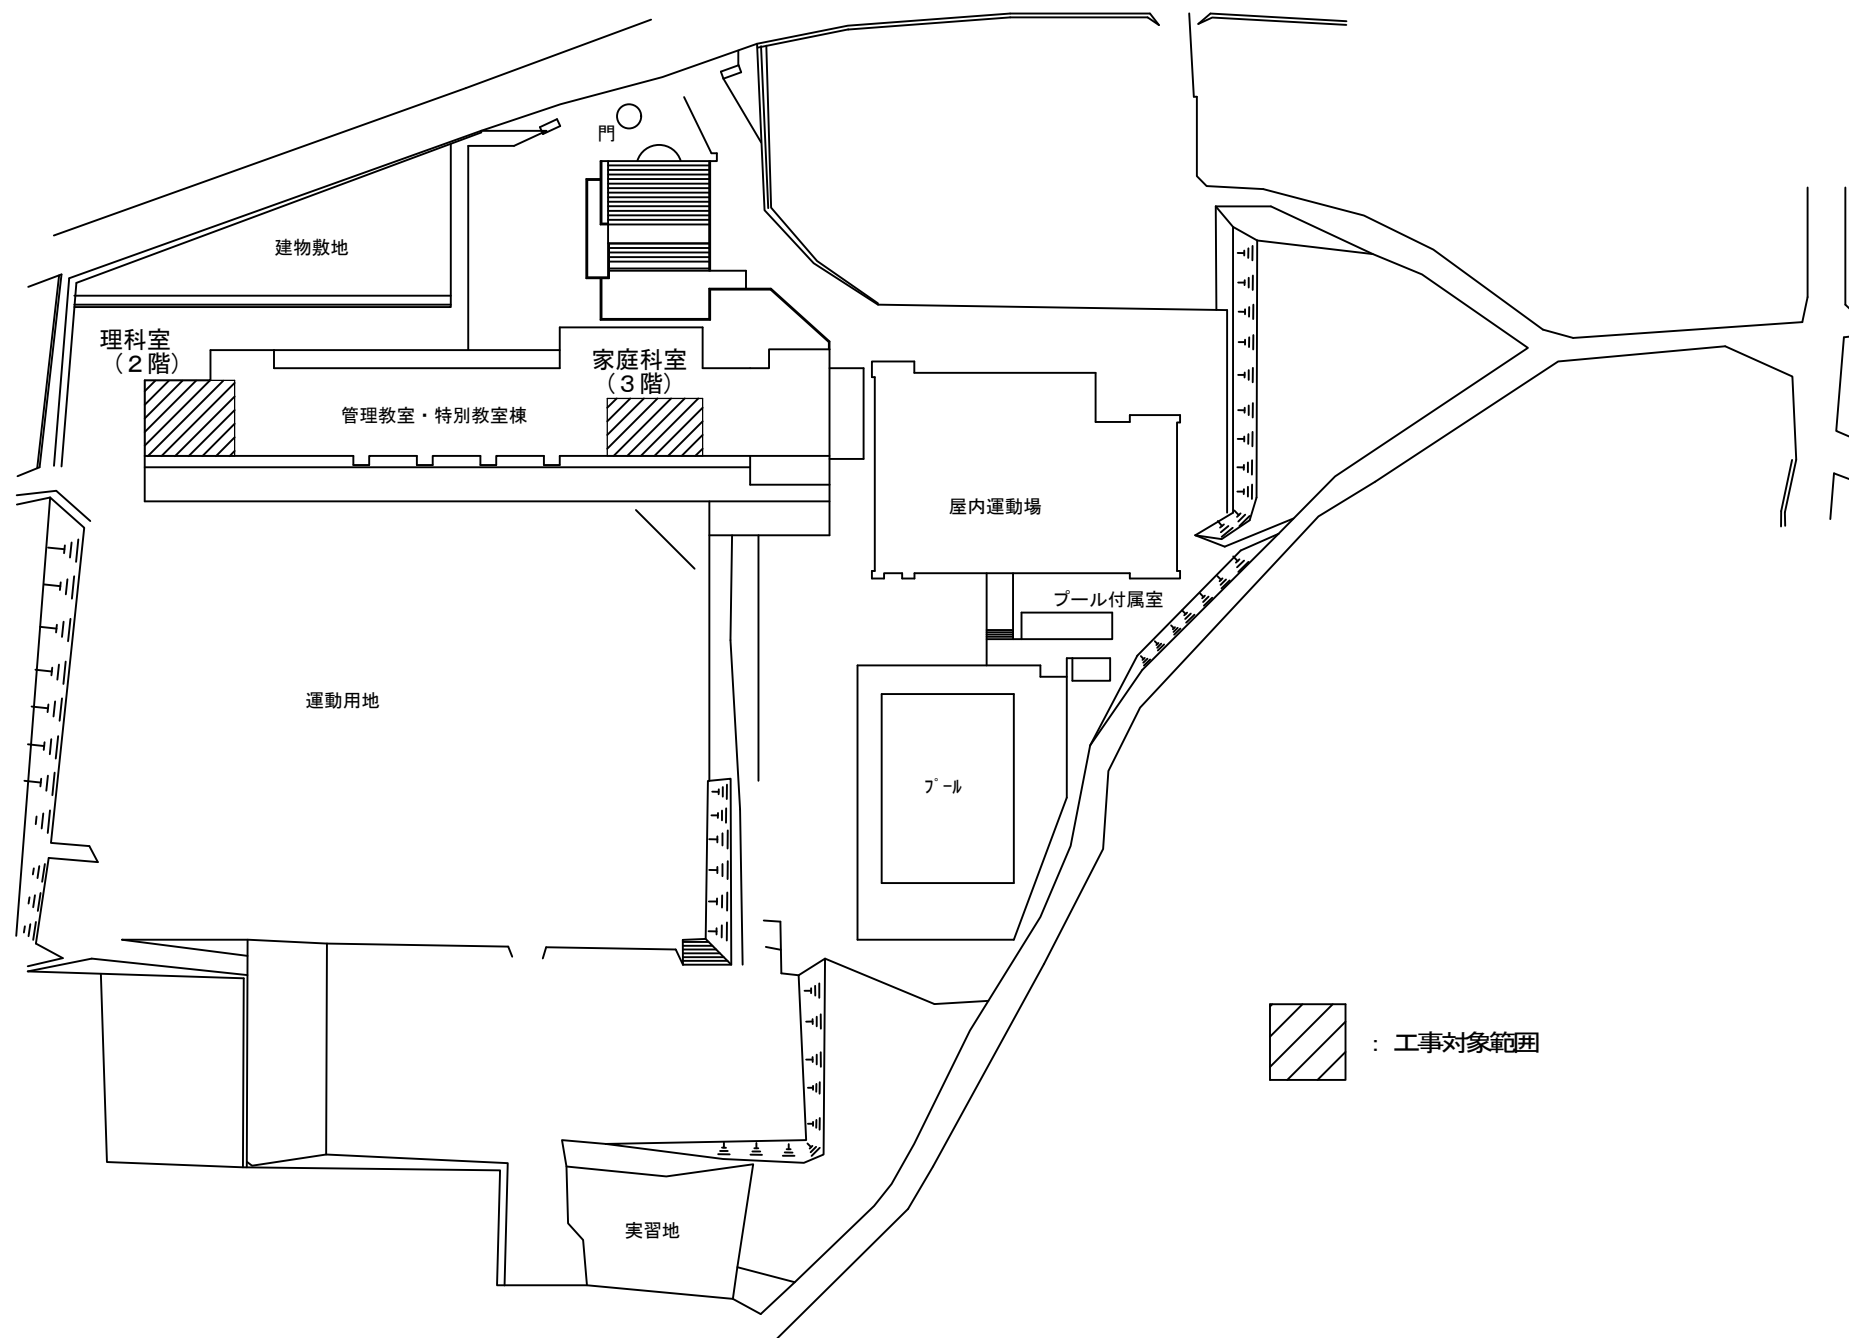 門
建物敷地
理科室
（２階）
家庭科室
（３階）
管理教室・特別教室棟
屋内運動場
プール付属室
運動用地
ﾌﾟｰﾙ
：工事対象範囲
実習地